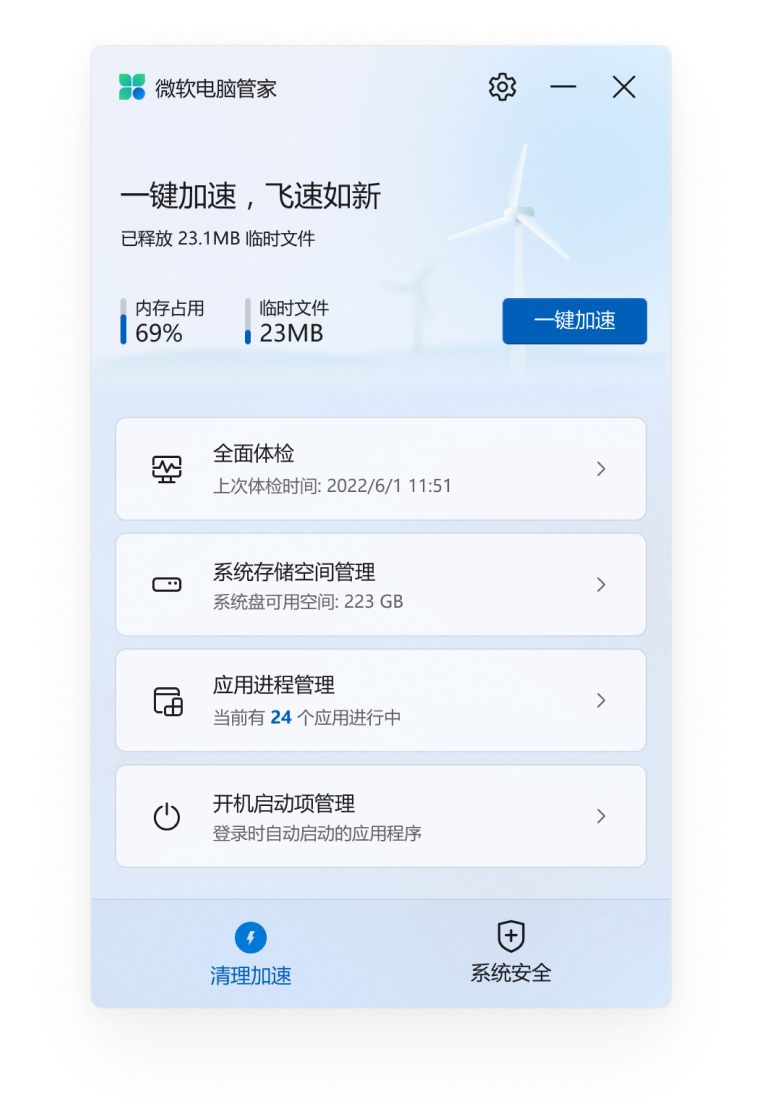 微软电脑管家
一键加速，飞速如新
已释放 23.1MB 临时文件
内存占用
69%
临时文件
23MB
一键加速
全面体检
上次体检时间: 2022/6/1 11:51
系统存储空间管理
系统盘可用空间: 223 GB
应用进程管理
当前有 24 个应用进行中
开机启动项管理
登录时自动启动的应用程序
清理加速
系统安全